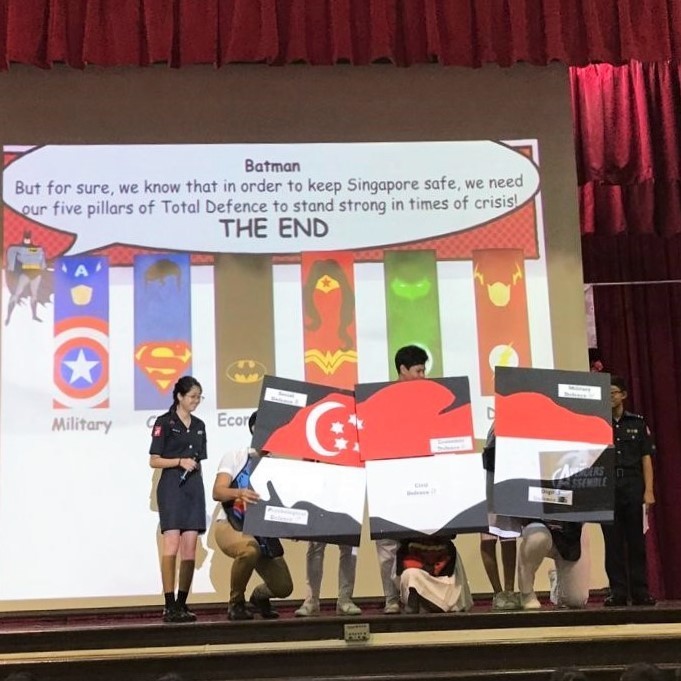 Batman
But for sure, we know that in order to keep Singapore safe, we need
our five pillars of Total Defence to stand strong in times of crisis!
THE END
A
S
Military
C
Econ
D
Social
Defence
Military
Defence
Economic
Defence
Civil
Defence
Psychological
Defence
Digital
Defence
AVENGERS
ASSEMBLE